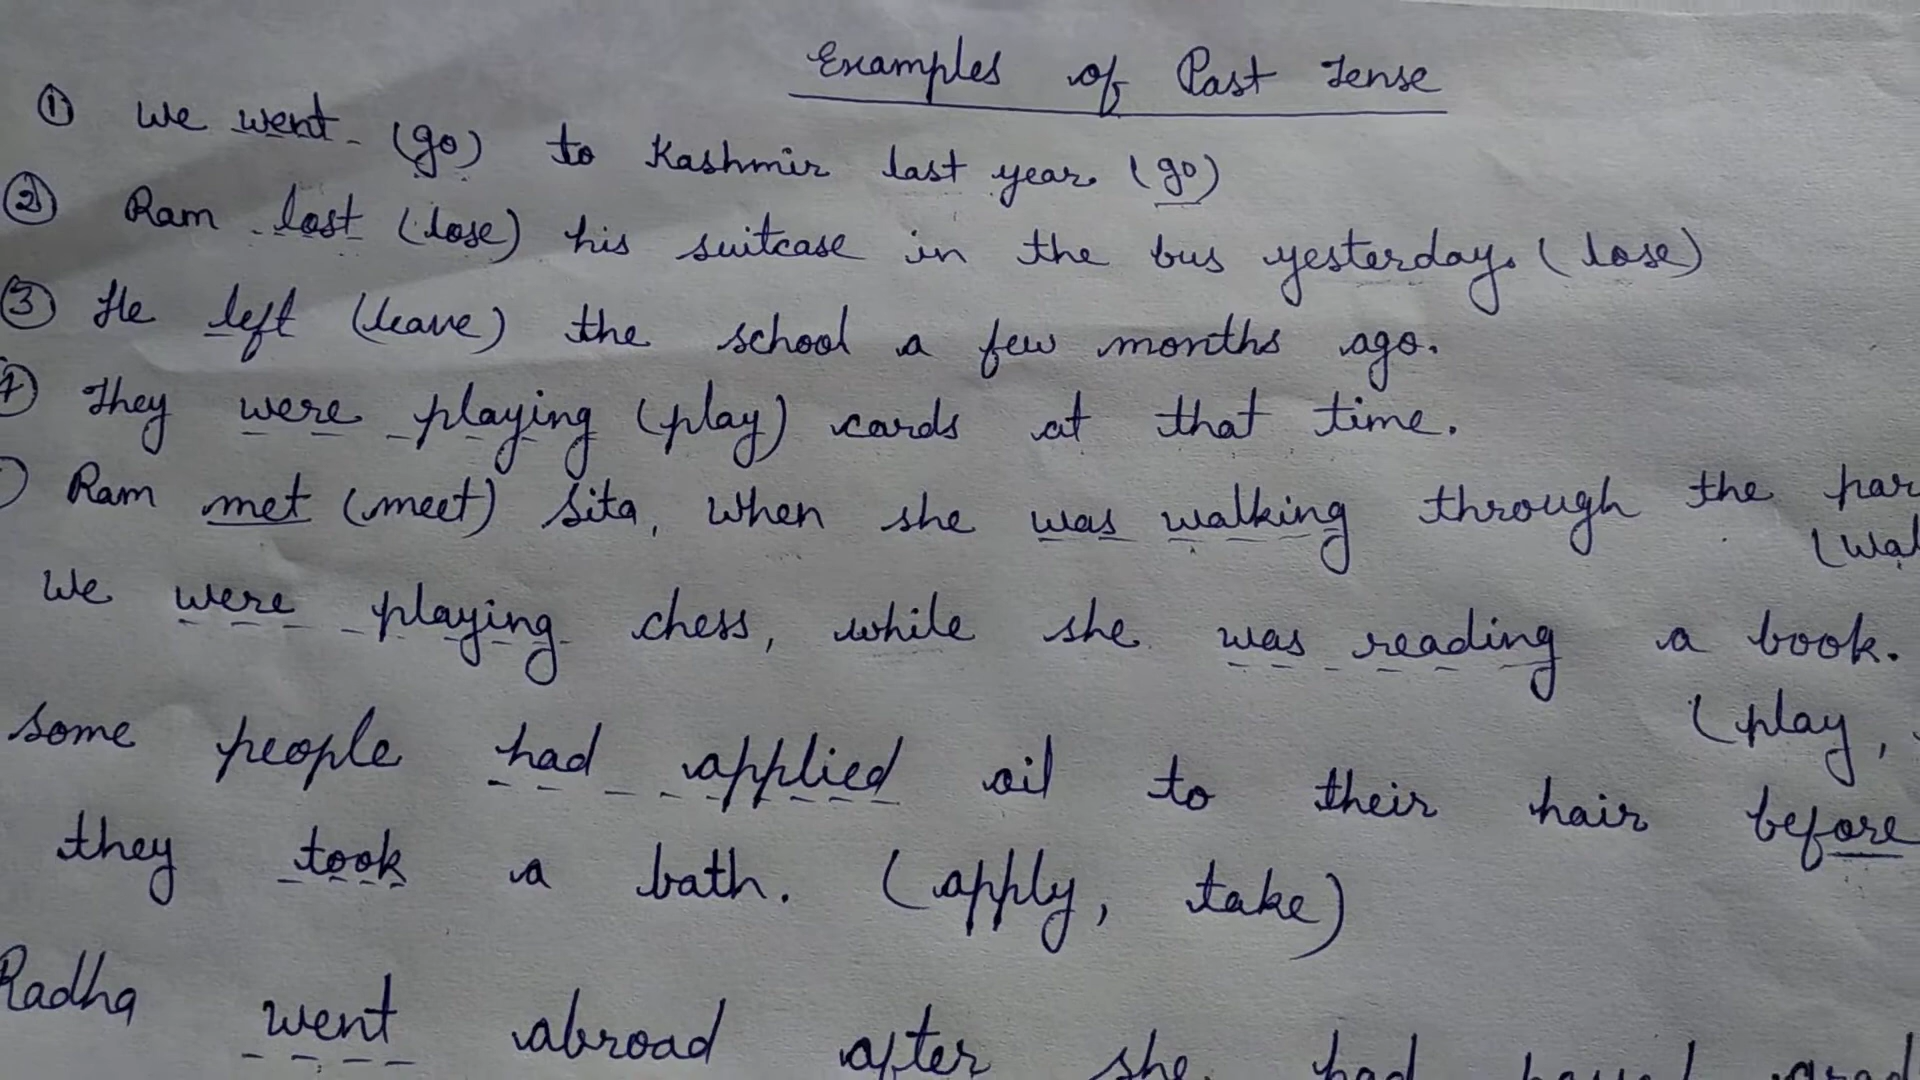 Examples of Past Tense
① We went (go) to Kashmir last year. (go)
② Ram lost (lose) his suitcase in the bus yesterday. (lose)
③ He left (leave) the school a few months ago.
They were playing (play) cards at that time.
Ram met (meet) Sita, when she was walking through the par
(wal
We were playing chess, while she was reading a book.
(play,
Some people had applied oil to their hair before
they took a bath. (apply, take)
Radha went abroad after she had